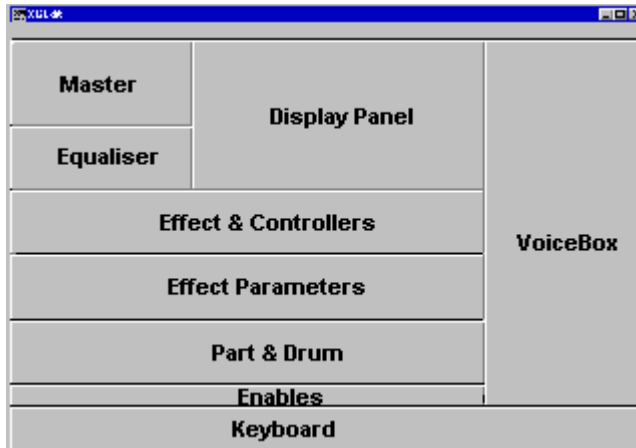 Master
Display Panel
Equaliser
Effect & Controllers
VoiceBox
Effect Parameters
Part & Drum
Enables
Keyboard